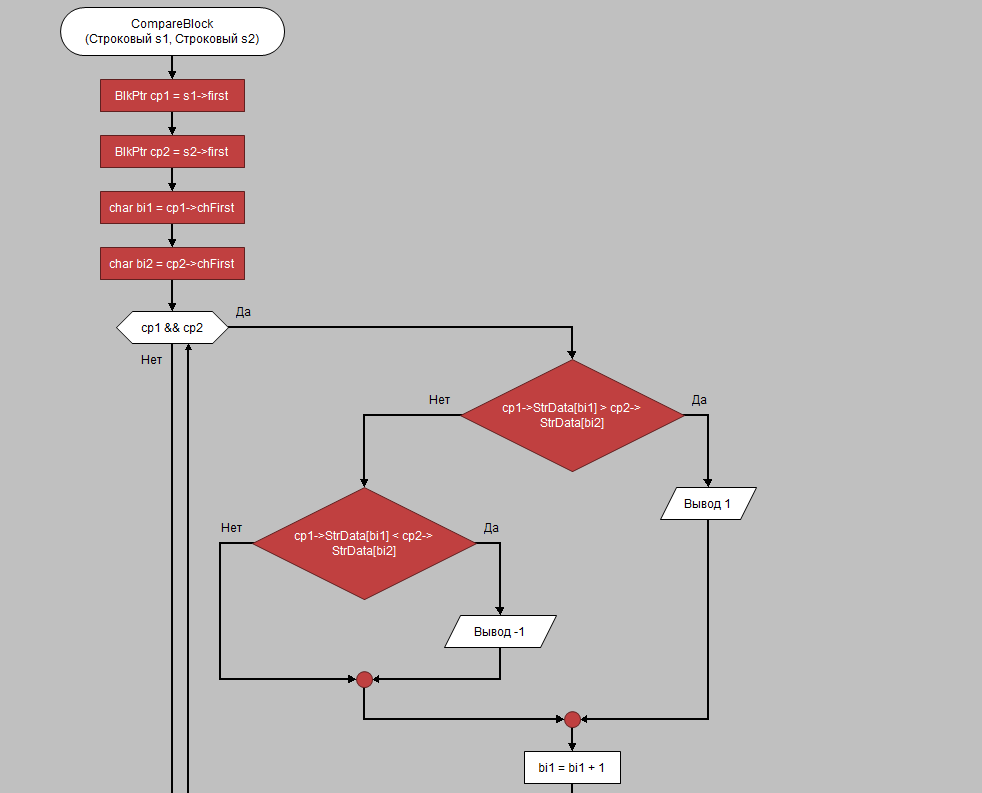 CompareBlock
(Строковый s1, Строковый s2)
BlkPtr cp1 = s1->first
BlkPtr cp2 = s2->first
char bi1 = cp1->chFirst
char bi2 = cp2->chFirst
cp1 && cp2
Да
Нет
cp1->StrData[bi1] > cp2->
StrData[bi2]
Нет
Да
Вывод 1
cp1->StrData[bi1] < cp2->
StrData[bi2]
Нет
Да
Вывод -1
bi1 = bi1 + 1